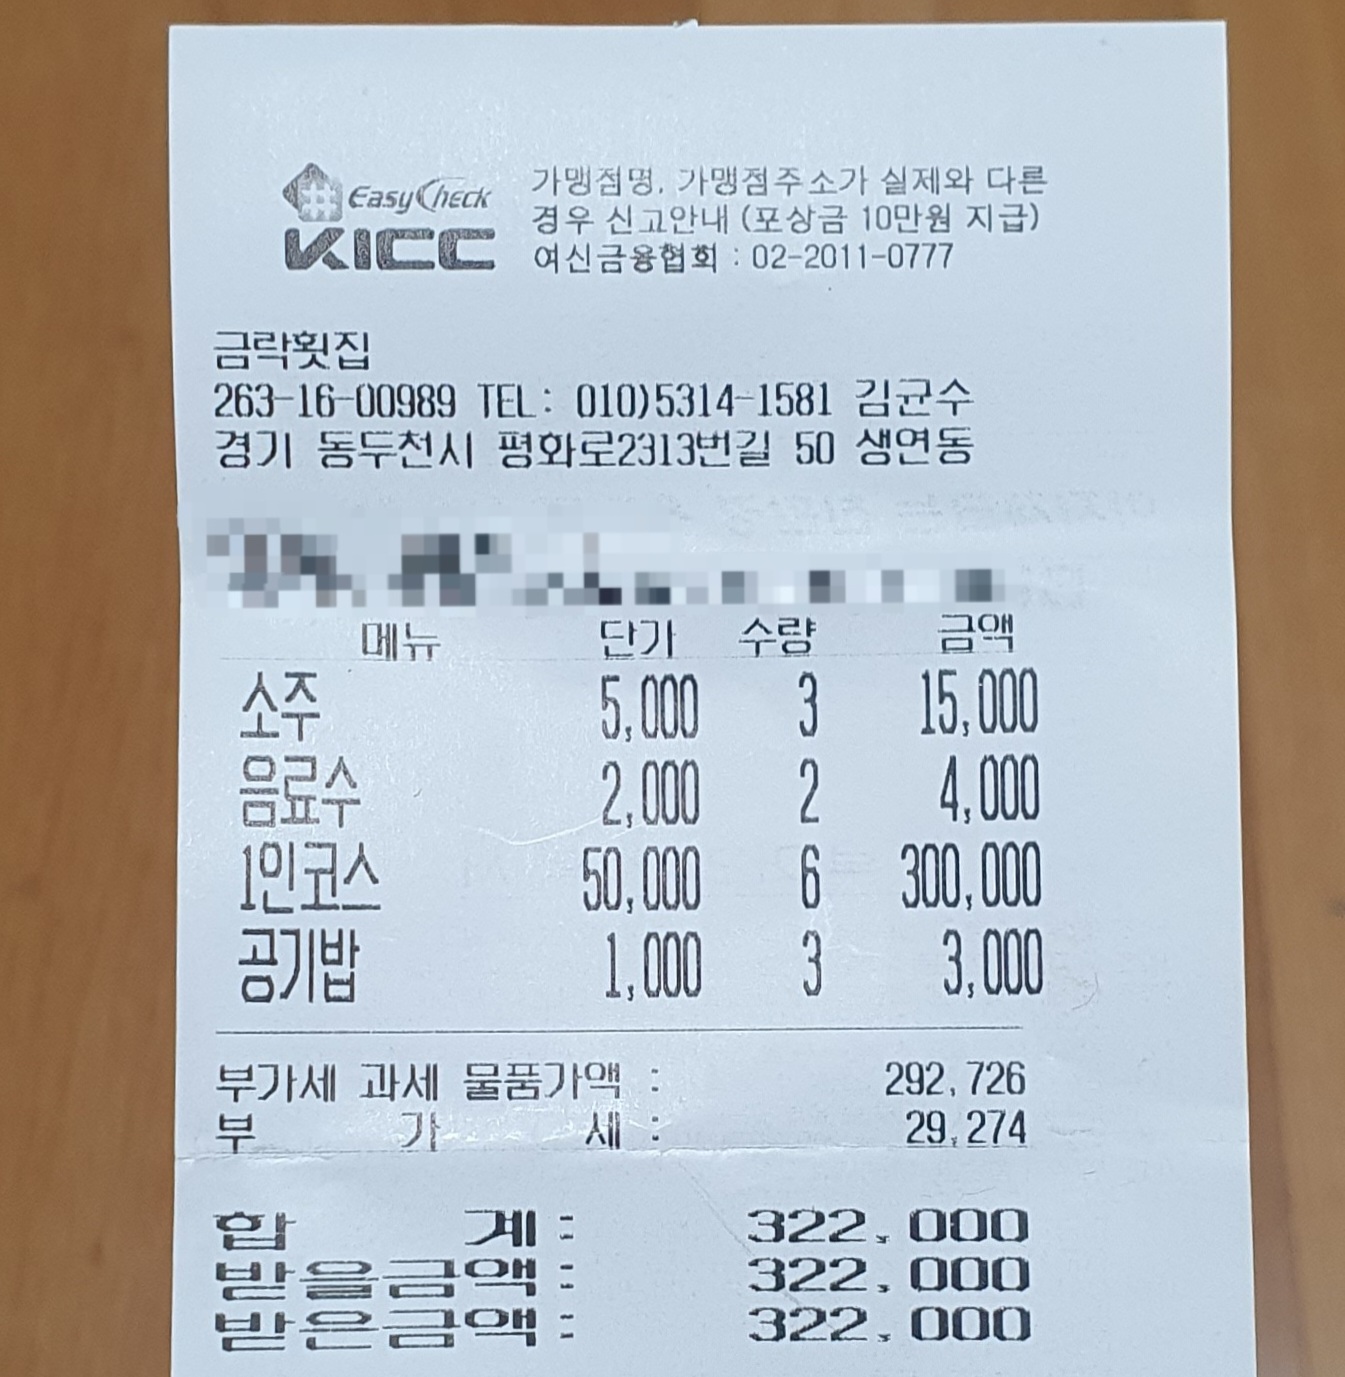 EasyCheck
KICC
가맹점명, 가맹점주소가 실제와 다른
경우 신고안내 (포상금 10만원 지급)
여신금융협회 : 02-2011-0777
금락횟집
263-16-00989 TEL: 010)5314-1581 김균수
경기 동두천시 평화로2313번길 50 생연동
메뉴 단가 수량 금액
소주 5,000 3 15,000
음료수 2,000 2 4,000
1인코스 50,000 6 300,000
공기밥 1,000 3 3,000
부가세 과세 물품가액 : 292,726
부 가 세 : 29,274
합 계 : 322,000
받을금액 : 322,000
받은금액 : 322,000